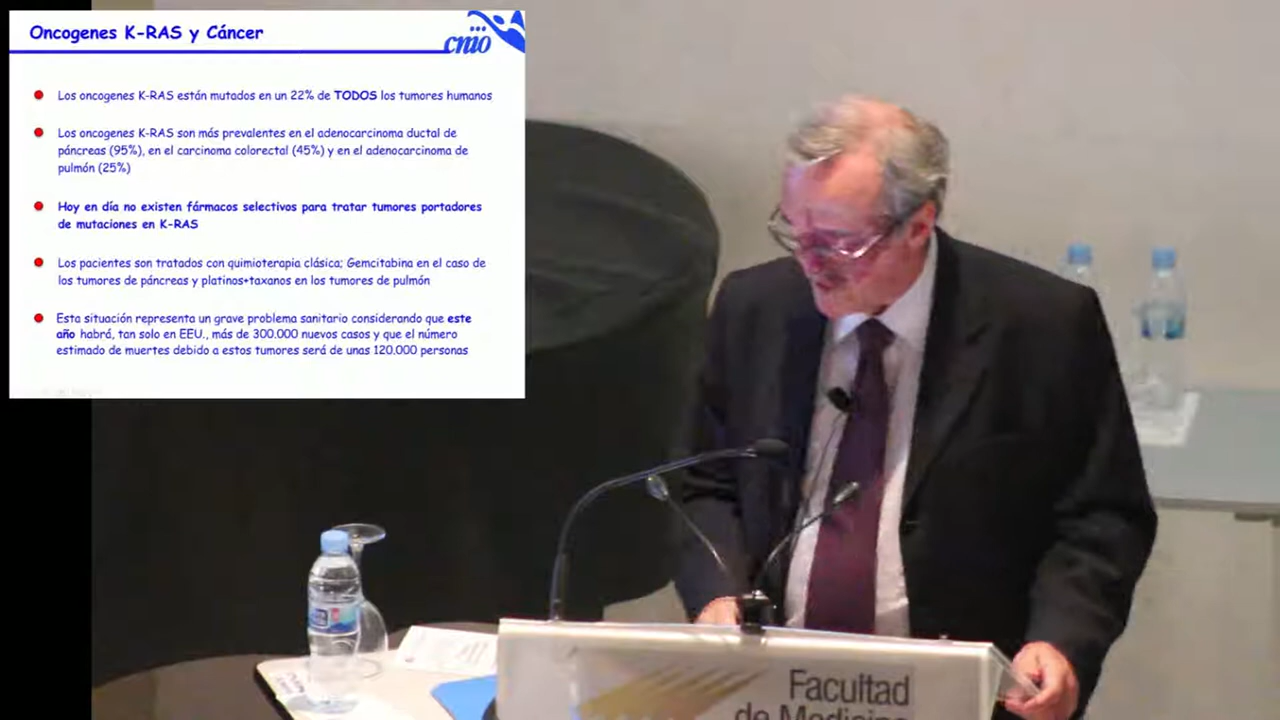 Oncogenes K-RAS y Cáncer
cnio
Los oncogenes K-RAS están mutados en un 22% de TODOS los tumores humanos
Los oncogenes K-RAS son más prevalentes en el adenocarcinoma ductal de
páncreas (95%), en el carcinoma colorectal (45%) y en el adenocarcinoma de
pulmón (25%)
Hoy en día no existen fármacos selectivos para tratar tumores portadores
de mutaciones en K-RAS
Los pacientes son tratados con quimioterapia clásica; Gemcitabina en el caso de
los tumores de páncreas y platinos+taxanos en los tumores de pulmón
Esta situación representa un grave problema sanitario considerando que este
año habrá, tan solo en EEU., más de 300.000 nuevos casos y que el número
estimado de muertes debido a estos tumores será de unas 120.000 personas
Facultad
de Medicina